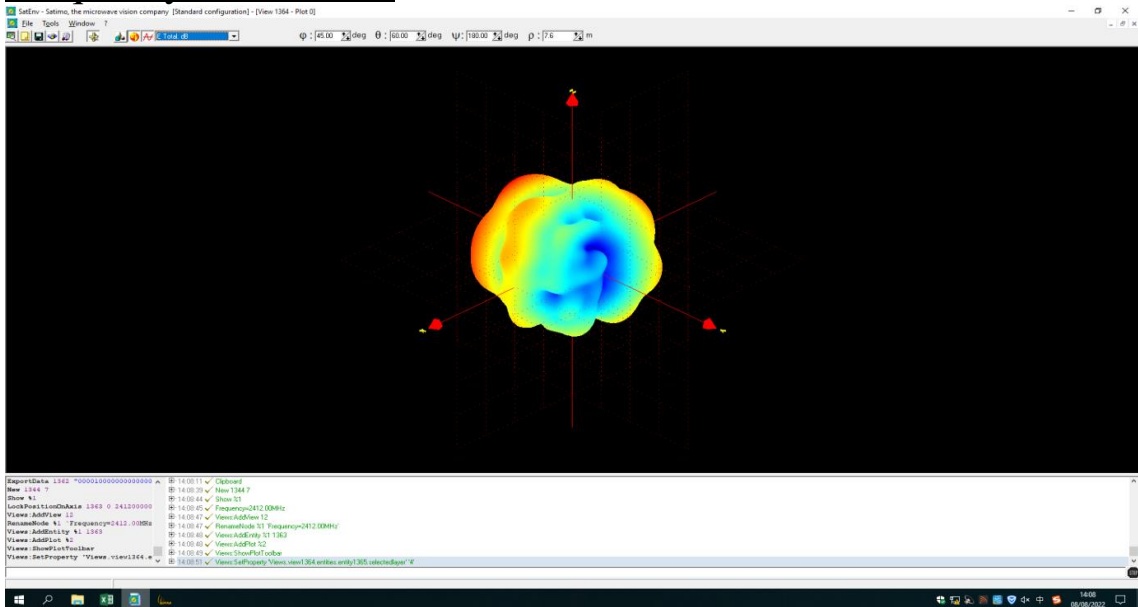 SatEnv - Satimo, the microwave vision company [Standard configuration] - [View 1364 - Plot 0]
File Tools Window ?
E Total, dB φ : 45.00 deg θ : 60.00 deg ψ : 180.00 deg ρ : 7.6 m
ExportData 1362 "000010000000000000
New 1344 7
Show %1
LockPositionOnAxis 1363 0 241200000
Views:AddView 12
RenameNode %1 'Frequency=2412.00MHz
Views:AddEntity %1 1363
Views:AddPlot %2
Views:ShowPlotToolbar
Views:SetProperty 'Views.view1364.e
14:08:11 Clipboard
14:08:39 New 1344 7
14:08:44 Show %1
14:08:45 Frequency=2412.00MHz
14:08:47 Views:AddView 12
14:08:47 RenameNode %1 'Frequency=2412.00MHz'
14:08:48 Views:AddEntity %1 1363
14:08:48 Views:AddPlot %2
14:08:49 Views:ShowPlotToolbar
14:08:51 Views:SetProperty 'Views.view1364.entities.entity1365.selectedlayer' '4'
中
14:08
08/08/2022